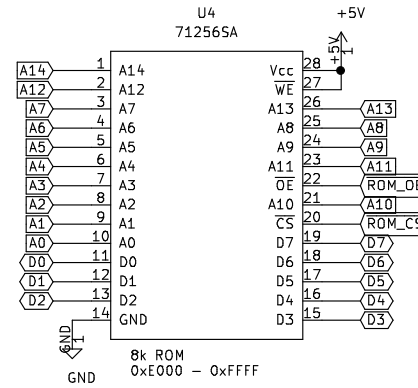 U4
71256SA
+5V
+5V
1
A14 1 A14 Vcc 28
A12 2 A12 WE 27
A7 3 A7 A13 26 A13
A6 4 A6 A8 25 A8
A5 5 A5 A9 24 A9
A4 6 A4 A11 23 A11
A3 7 A3 OE 22 ROM_OE
A2 8 A2 A10 21 A10
A1 9 A1 CS 20 ROM_CS
A0 10 A0 D7 19 D7
D0 11 D0 D6 18 D6
D1 12 D1 D5 17 D5
D2 13 D2 D4 16 D4
14 GND D3 15 D3
GND
1
GND
8k ROM
0xE000 – 0xFFFF